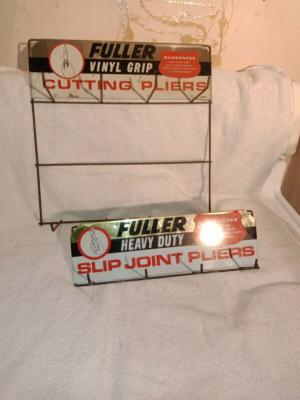 FULLER
VINYL GRIP
GUARANTEE
CUTTING PLIERS
FULLER
HEAVY DUTY
GUARANTEE
SLIP JOINT PLIERS